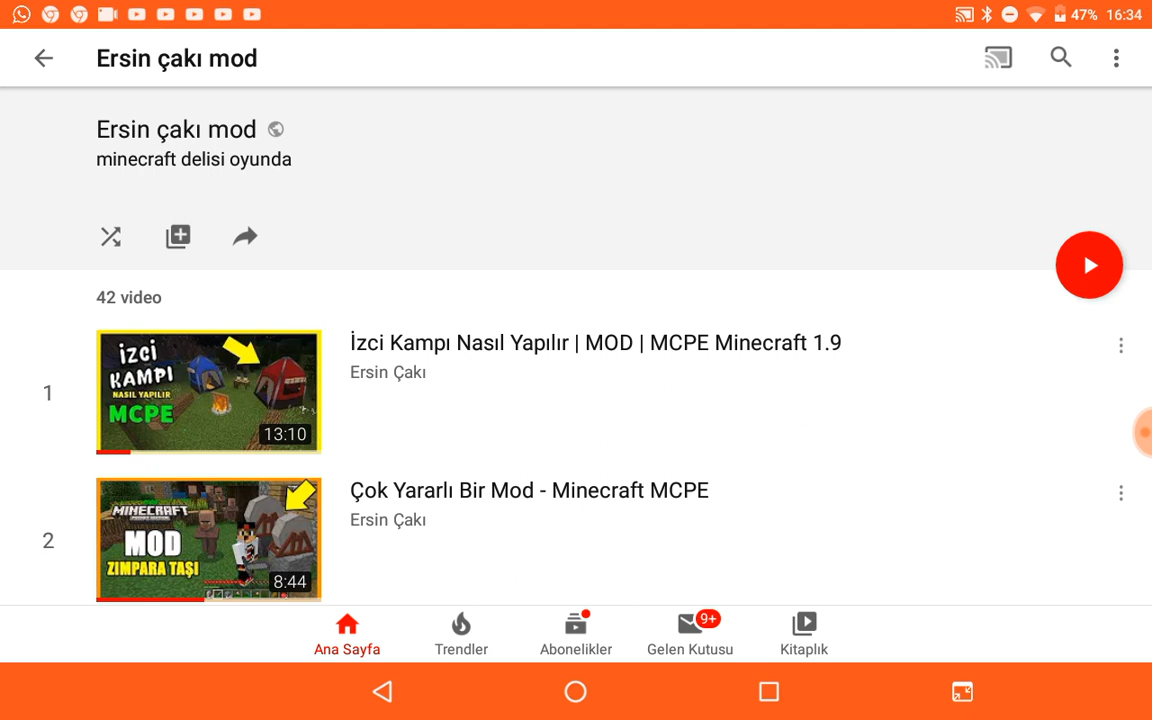 47% 16:34
Ersin çakı mod
Ersin çakı mod
minecraft delisi oyunda
42 video
1
İZCİ
KAMPI
NASIL YAPILIR
MCPE
13:10
İzci Kampı Nasıl Yapılır | MOD | MCPE Minecraft 1.9
Ersin Çakı
2
MINECRAFT
MOD
ZIMPARA TAŞI
8:44
Çok Yararlı Bir Mod - Minecraft MCPE
Ersin Çakı
9+
Ana Sayfa Trendler Abonelikler Gelen Kutusu Kitaplık